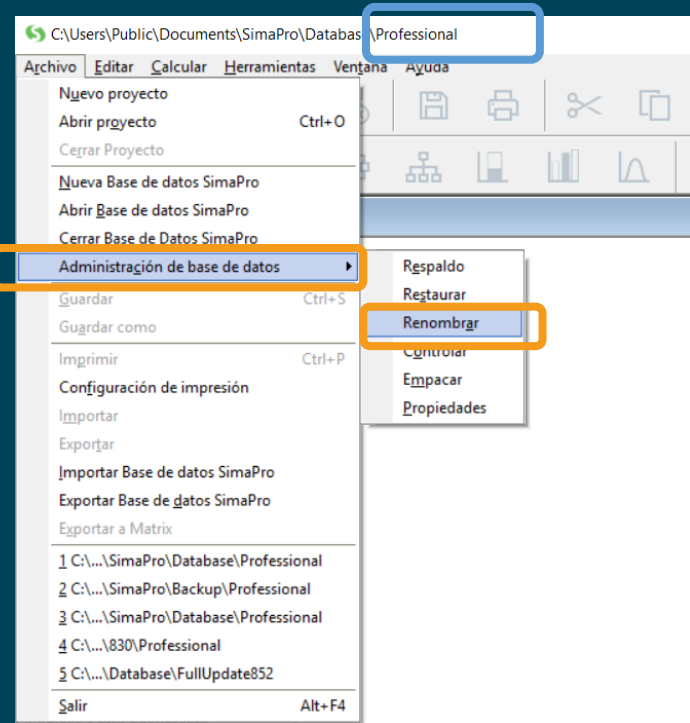 C:\Users\Public\Documents\SimaPro\Database\Professional
Archivo Editar Calcular Herramientas Ventana Ayuda
Nuevo proyecto
Abrir proyecto Ctrl+O
Cerrar Proyecto
Nueva Base de datos SimaPro
Abrir Base de datos SimaPro
Cerrar Base de Datos SimaPro
Administración de base de datos
Guardar Ctrl+S
Guardar como
Imprimir Ctrl+P
Configuración de impresión
Importar
Exportar
Importar Base de datos SimaPro
Exportar Base de datos SimaPro
Exportar a Matrix
1 C:\...\SimaPro\Database\Professional
2 C:\...\SimaPro\Backup\Professional
3 C:\...\SimaPro\Database\Professional
4 C:\...\830\Professional
5 C:\...\Database\FullUpdate852
Salir Alt+F4
Respaldo
Restaurar
Renombrar
Controlar
Empacar
Propiedades